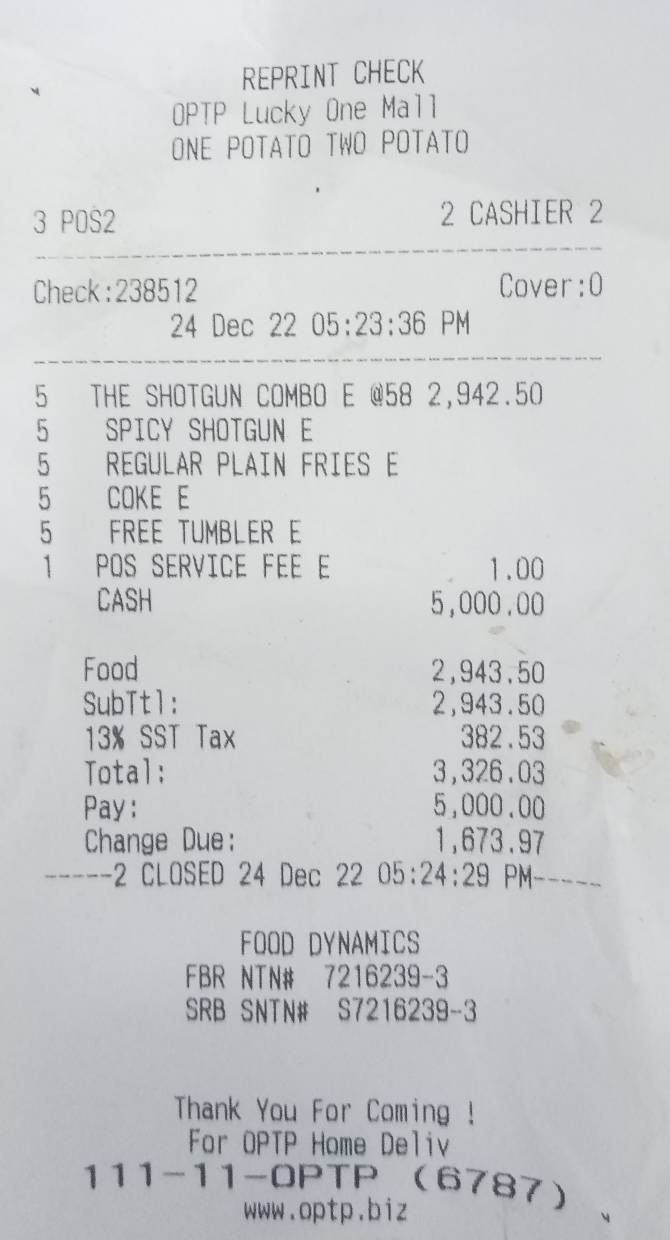 REPRINT CHECK
OPTP Lucky One Mall
ONE POTATO TWO POTATO
3 POS2 2 CASHIER 2
Check:238512 Cover:0
24 Dec 22 05:23:36 PM
5 THE SHOTGUN COMBO E @58 2,942.50
5 SPICY SHOTGUN E
5 REGULAR PLAIN FRIES E
5 COKE E
5 FREE TUMBLER E
1 POS SERVICE FEE E 1.00
CASH 5,000.00
Food 2,943.50
SubTtl: 2,943.50
13% SST Tax 382.53
Total: 3,326.03
Pay: 5,000.00
Change Due: 1,673.97
-----2 CLOSED 24 Dec 22 05:24:29 PM-----
FOOD DYNAMICS
FBR NTN# 7216239-3
SRB SNTN# S7216239-3
Thank You For Coming !
For OPTP Home Deliv
111-11-OPTP (6787)
www.optp.biz